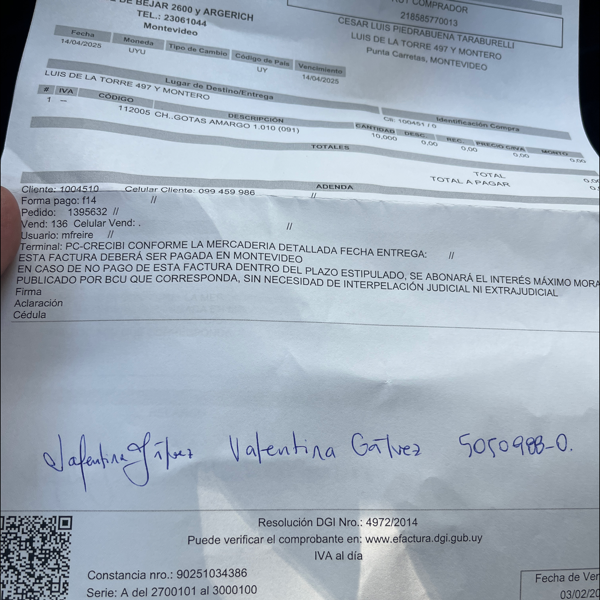 DE BEJAR 2600 y ARGERICH
TEL.: 23061044
Montevideo
COMPRADOR
218585770013
CESAR LUIS PIEDRABUENA TARABURELLI
LUIS DE LA TORRE 497 Y MONTERO
Punta Carretas, MONTEVIDEO
Fecha Moneda Tipo de Cambio Código de País Vencimiento
14/04/2025 UYU UY 14/04/2025
Lugar de Destino/Entrega Identificación Compra
LUIS DE LA TORRE 497 Y MONTERO
# IVA CÓDIGO DESCRIPCIÓN CANTIDAD DESC. REC. MONTO
1 --- 112005 CH..GOTAS AMARGO 1.010 (091) 10,000 0,00 0,00 0,00 0,00
TOTALES
TOTAL
TOTAL A PAGAR
ADENDA
Cliente: 1004510 Celular Cliente: 099 459 986 //
Forma pago: f14 //
Pedido: 1395632 //
Vend: 136 Celular Vend: . //
Usuario: mfreire //
Terminal: PC-CRECIBI CONFORME LA MERCADERIA DETALLADA FECHA ENTREGA: //
ESTA FACTURA DEBERÁ SER PAGADA EN MONTEVIDEO
EN CASO DE NO PAGO DE ESTA FACTURA DENTRO DEL PLAZO ESTIPULADO, SE ABONARÁ EL INTERÉS MÁXIMO MORA
PUBLICADO POR BCU QUE CORRESPONDA, SIN NECESIDAD DE INTERPELACIÓN JUDICIAL NI EXTRAJUDICIAL
Firma
Aclaración
Cédula
Valentina Gálvez Valentina Gálvez 5050988-0.
Resolución DGI Nro.: 4972/2014
Puede verificar el comprobante en: www.efactura.dgi.gub.uy
IVA al día
Constancia nro.: 90251034386
Serie: A del 2700101 al 3000100
Fecha de Ven
03/02/20